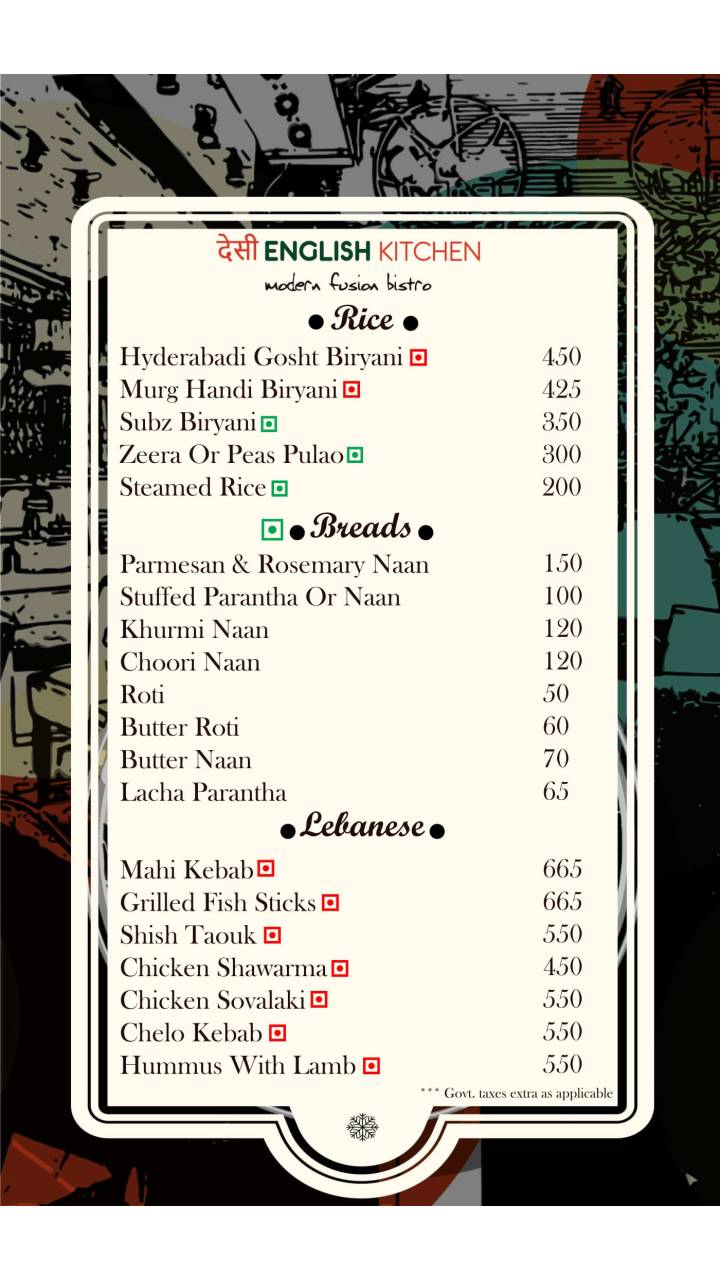 देसी ENGLISH KITCHEN
modern fusion bistro
Rice
Hyderabadi Gosht Biryani 450
Murg Handi Biryani 425
Subz Biryani 350
Zeera Or Peas Pulao 300
Steamed Rice 200
Breads
Parmesan & Rosemary Naan 150
Stuffed Parantha Or Naan 100
Khurmi Naan 120
Choori Naan 120
Roti 50
Butter Roti 60
Butter Naan 70
Lacha Parantha 65
Lebanese
Mahi Kebab 665
Grilled Fish Sticks 665
Shish Taouk 550
Chicken Shawarma 450
Chicken Sovalaki 550
Chelo Kebab 550
Hummus With Lamb 550
*** Govt. taxes extra as applicable